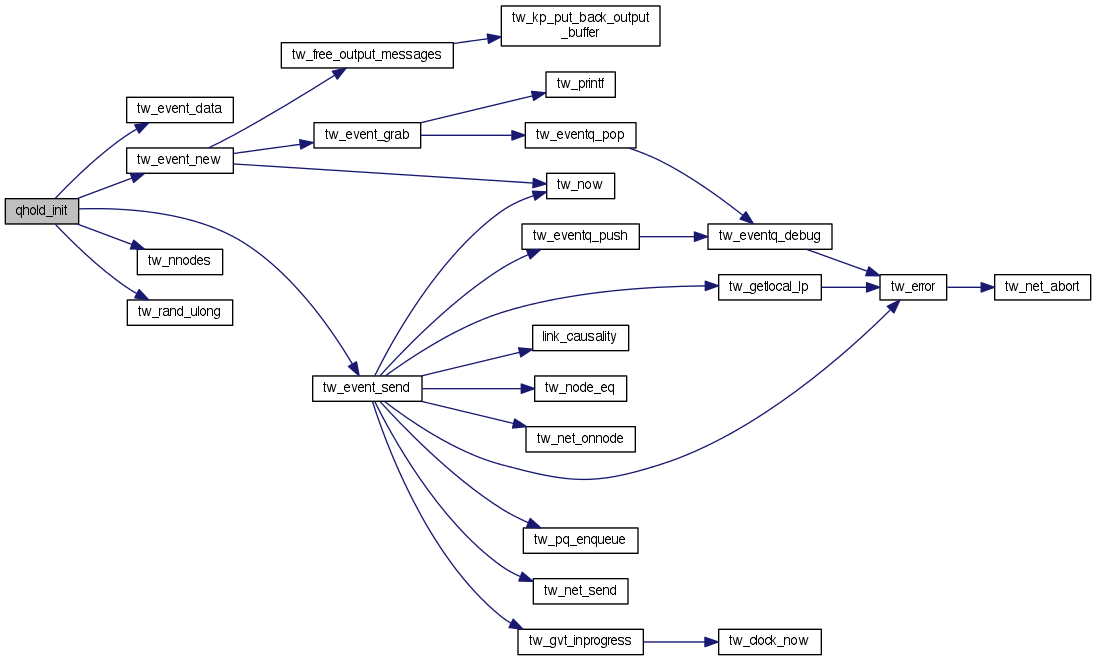 tw_kp_put_back_output
_buffer
tw_free_output_messages
tw_printf
tw_event_data
tw_event_grab
tw_eventq_pop
tw_event_new
tw_now
qhold_init
tw_eventq_push
tw_eventq_debug
tw_nnodes
tw_getlocal_lp
tw_error
tw_net_abort
tw_rand_ulong
link_causality
tw_event_send
tw_node_eq
tw_net_onnode
tw_pq_enqueue
tw_net_send
tw_gvt_inprogress
tw_clock_now